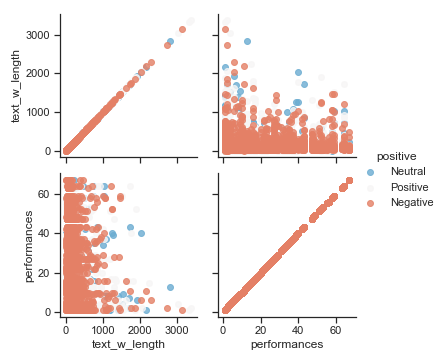 text_w_length
3000
2000
1000
0
positive
Neutral
Positive
Negative
performances
60
40
20
0
0 1000 2000 3000
text_w_length
0 20 40 60
performances